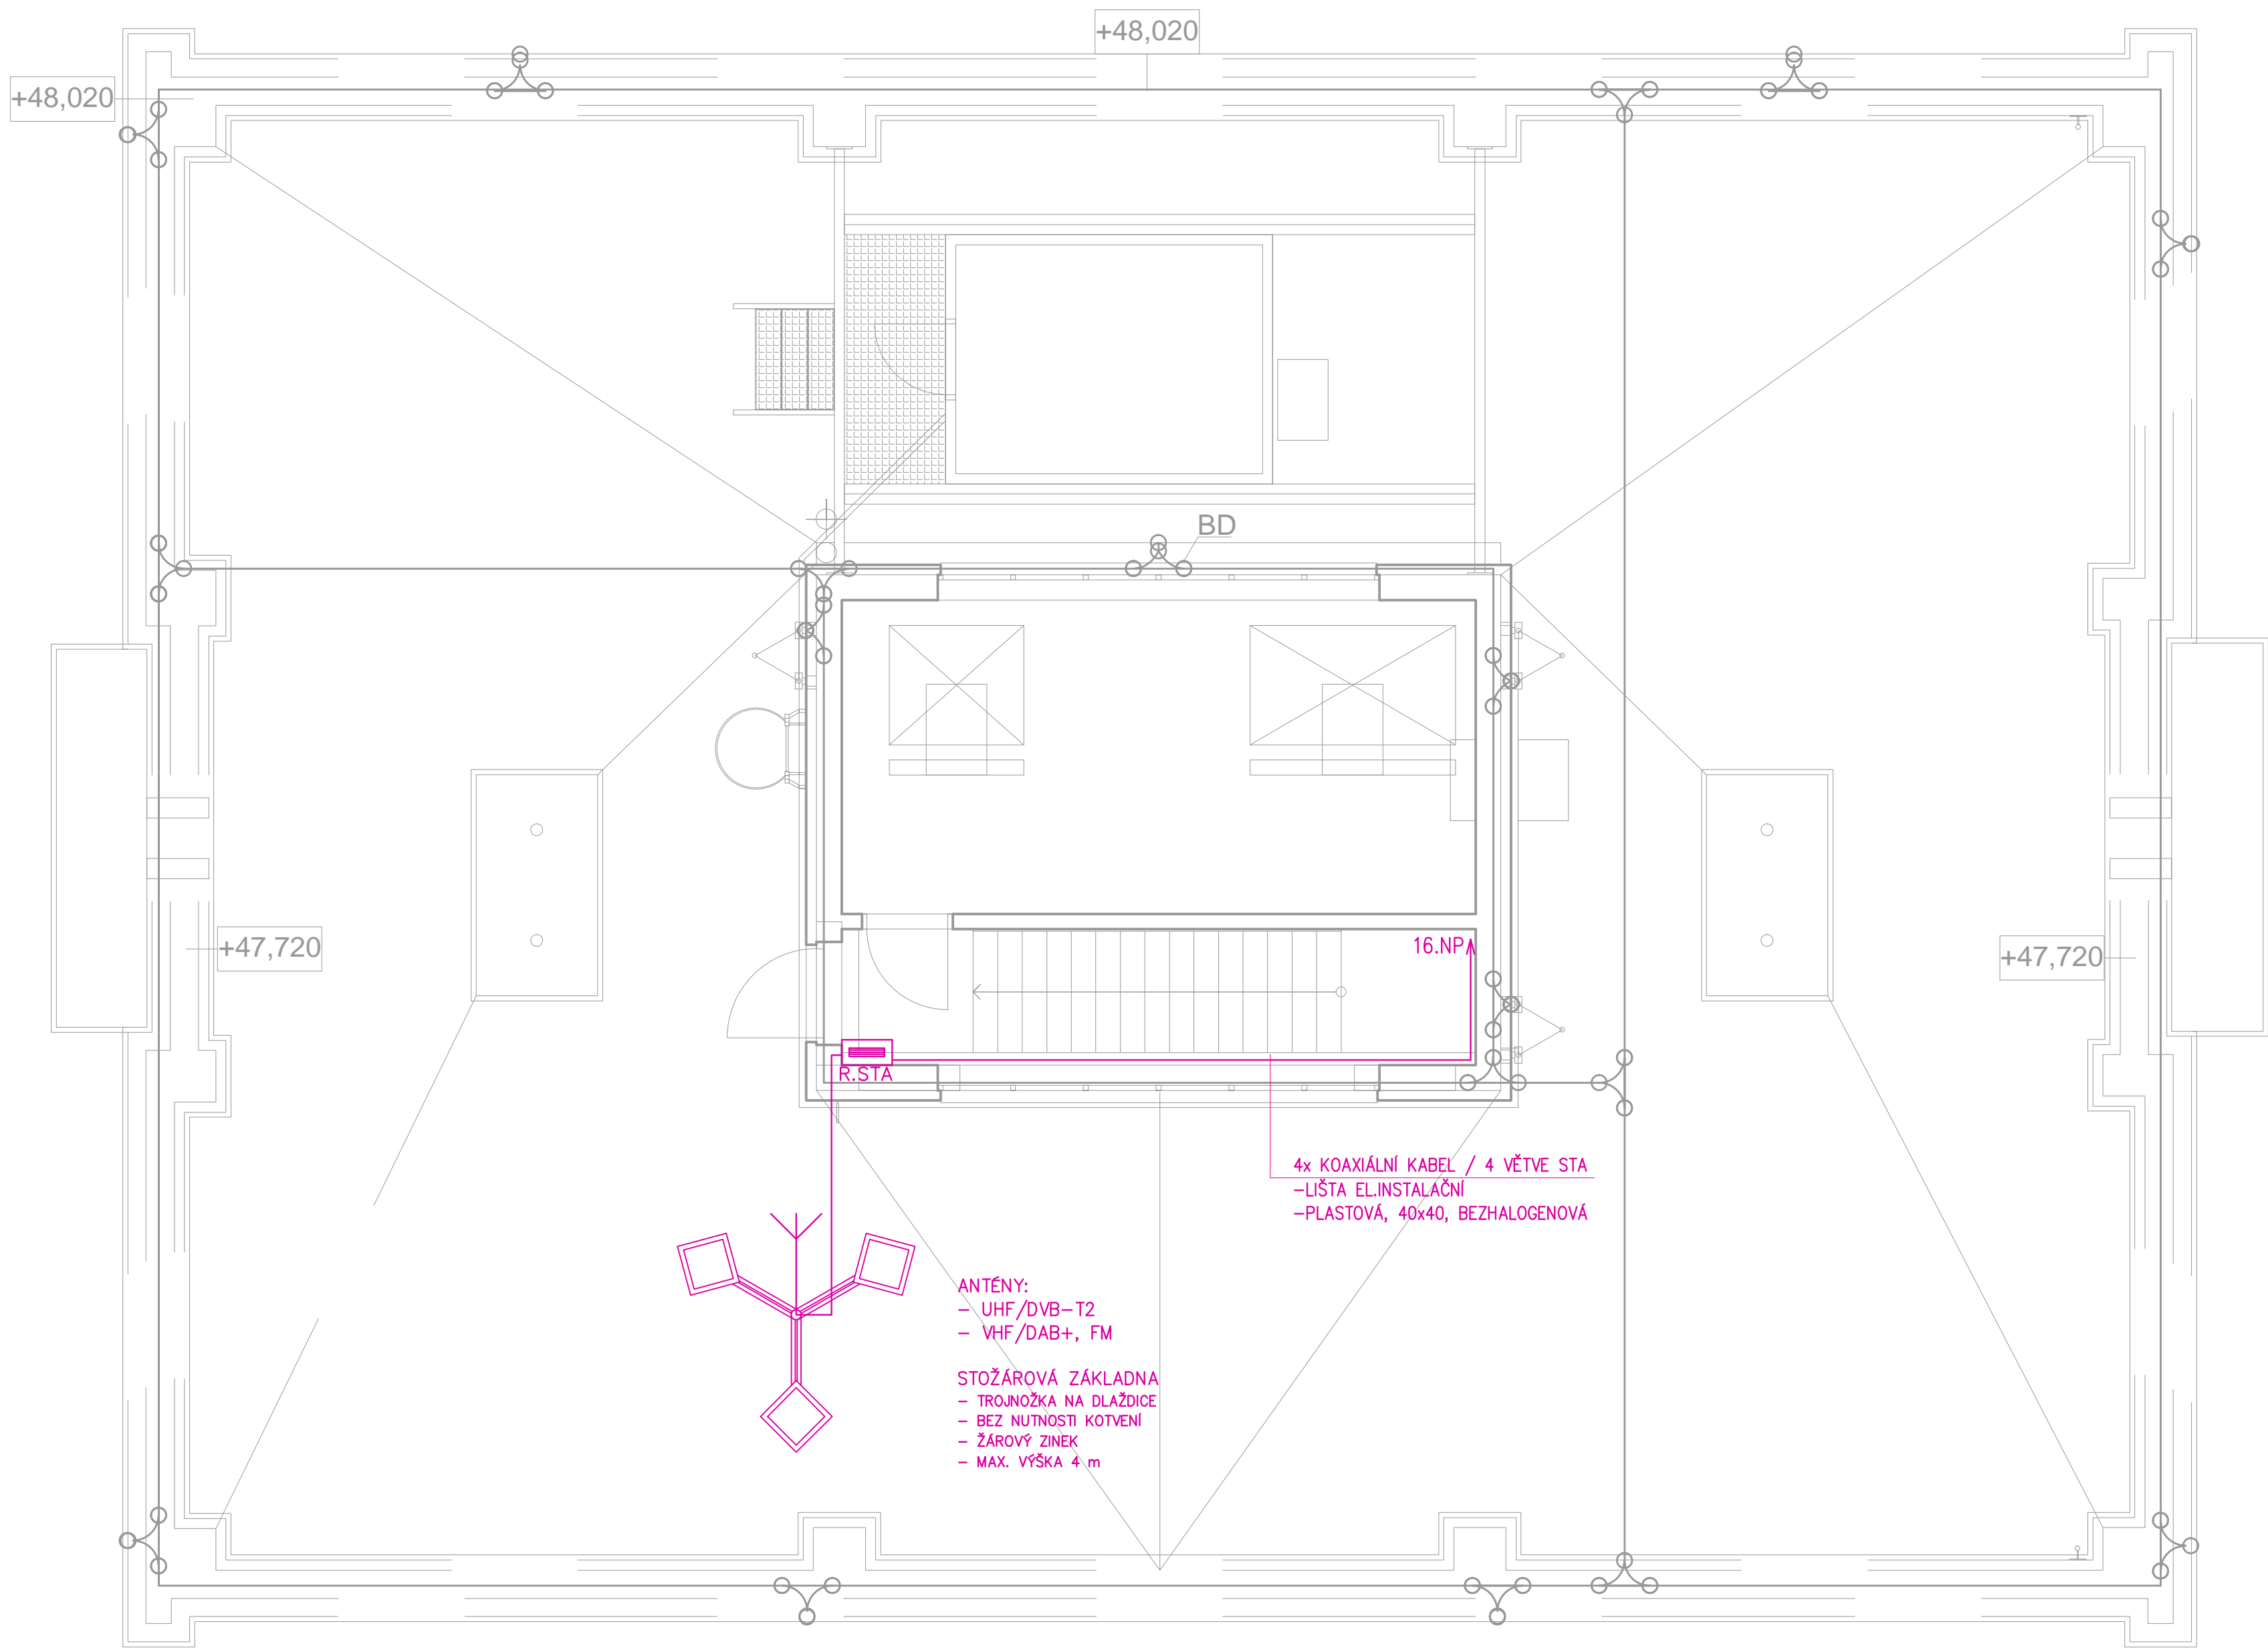 +48,020
+48,020
BD
+47,720
16.NP
+47,720
R.STA
4x KOAXIÁLNÍ KABEL / 4 VĚTVE STA
-LIŠTA EL.INSTALAČNÍ
-PLASTOVÁ, 40x40, BEZHALOGENOVÁ
ANTÉNY:
- UHF/DVB-T2
- VHF/DAB+, FM
STOŽÁROVÁ ZÁKLADNA
- TROJNOŽKA NA DLAŽDICE
- BEZ NUTNOSTI KOTVENÍ
- ŽÁROVÝ ZINEK
- MAX. VÝŠKA 4 m